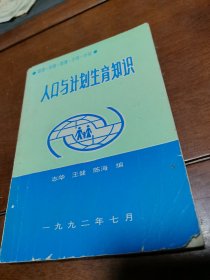 人口与计划生育知识
志华 王健 陈海 编
一九九二年七月